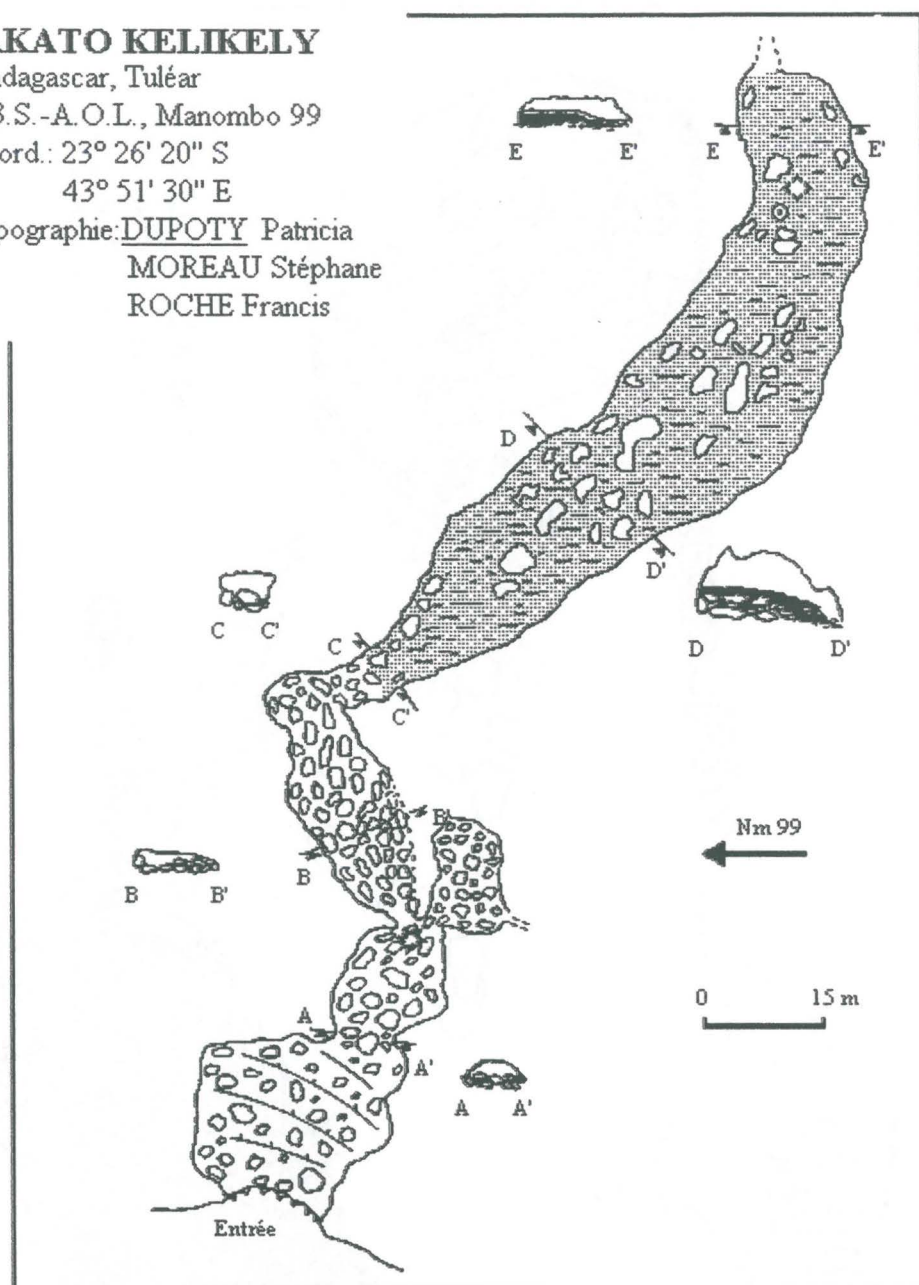 KATO KELIKELY
dagascar, Tuléar
.S.-A.O.L., Manombo 99
ord.: 23° 26' 20" S
43° 51' 30" E
pographie:DUPOTY Patricia
MOREAU Stéphane
ROCHE Francis
E E'
E E'
D
D'
D D'
C C'
C
C'
B'
B
B B'
Nm 99
0 15 m
A
A'
A A'
Entrée